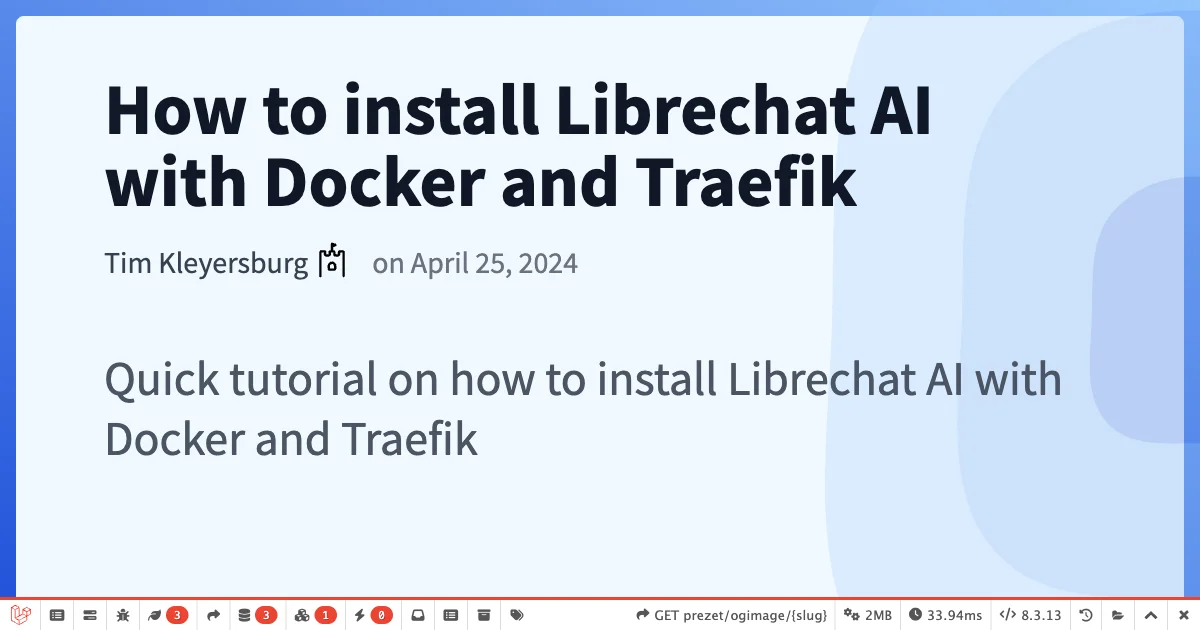 How to install Librechat AI
with Docker and Traefik
Tim Kleyersburg on April 25, 2024
Quick tutorial on how to install Librechat AI with
Docker and Traefik
3 3 1 0 GET prezet/ogimage/{slug} 2MB 33.94ms 8.3.13